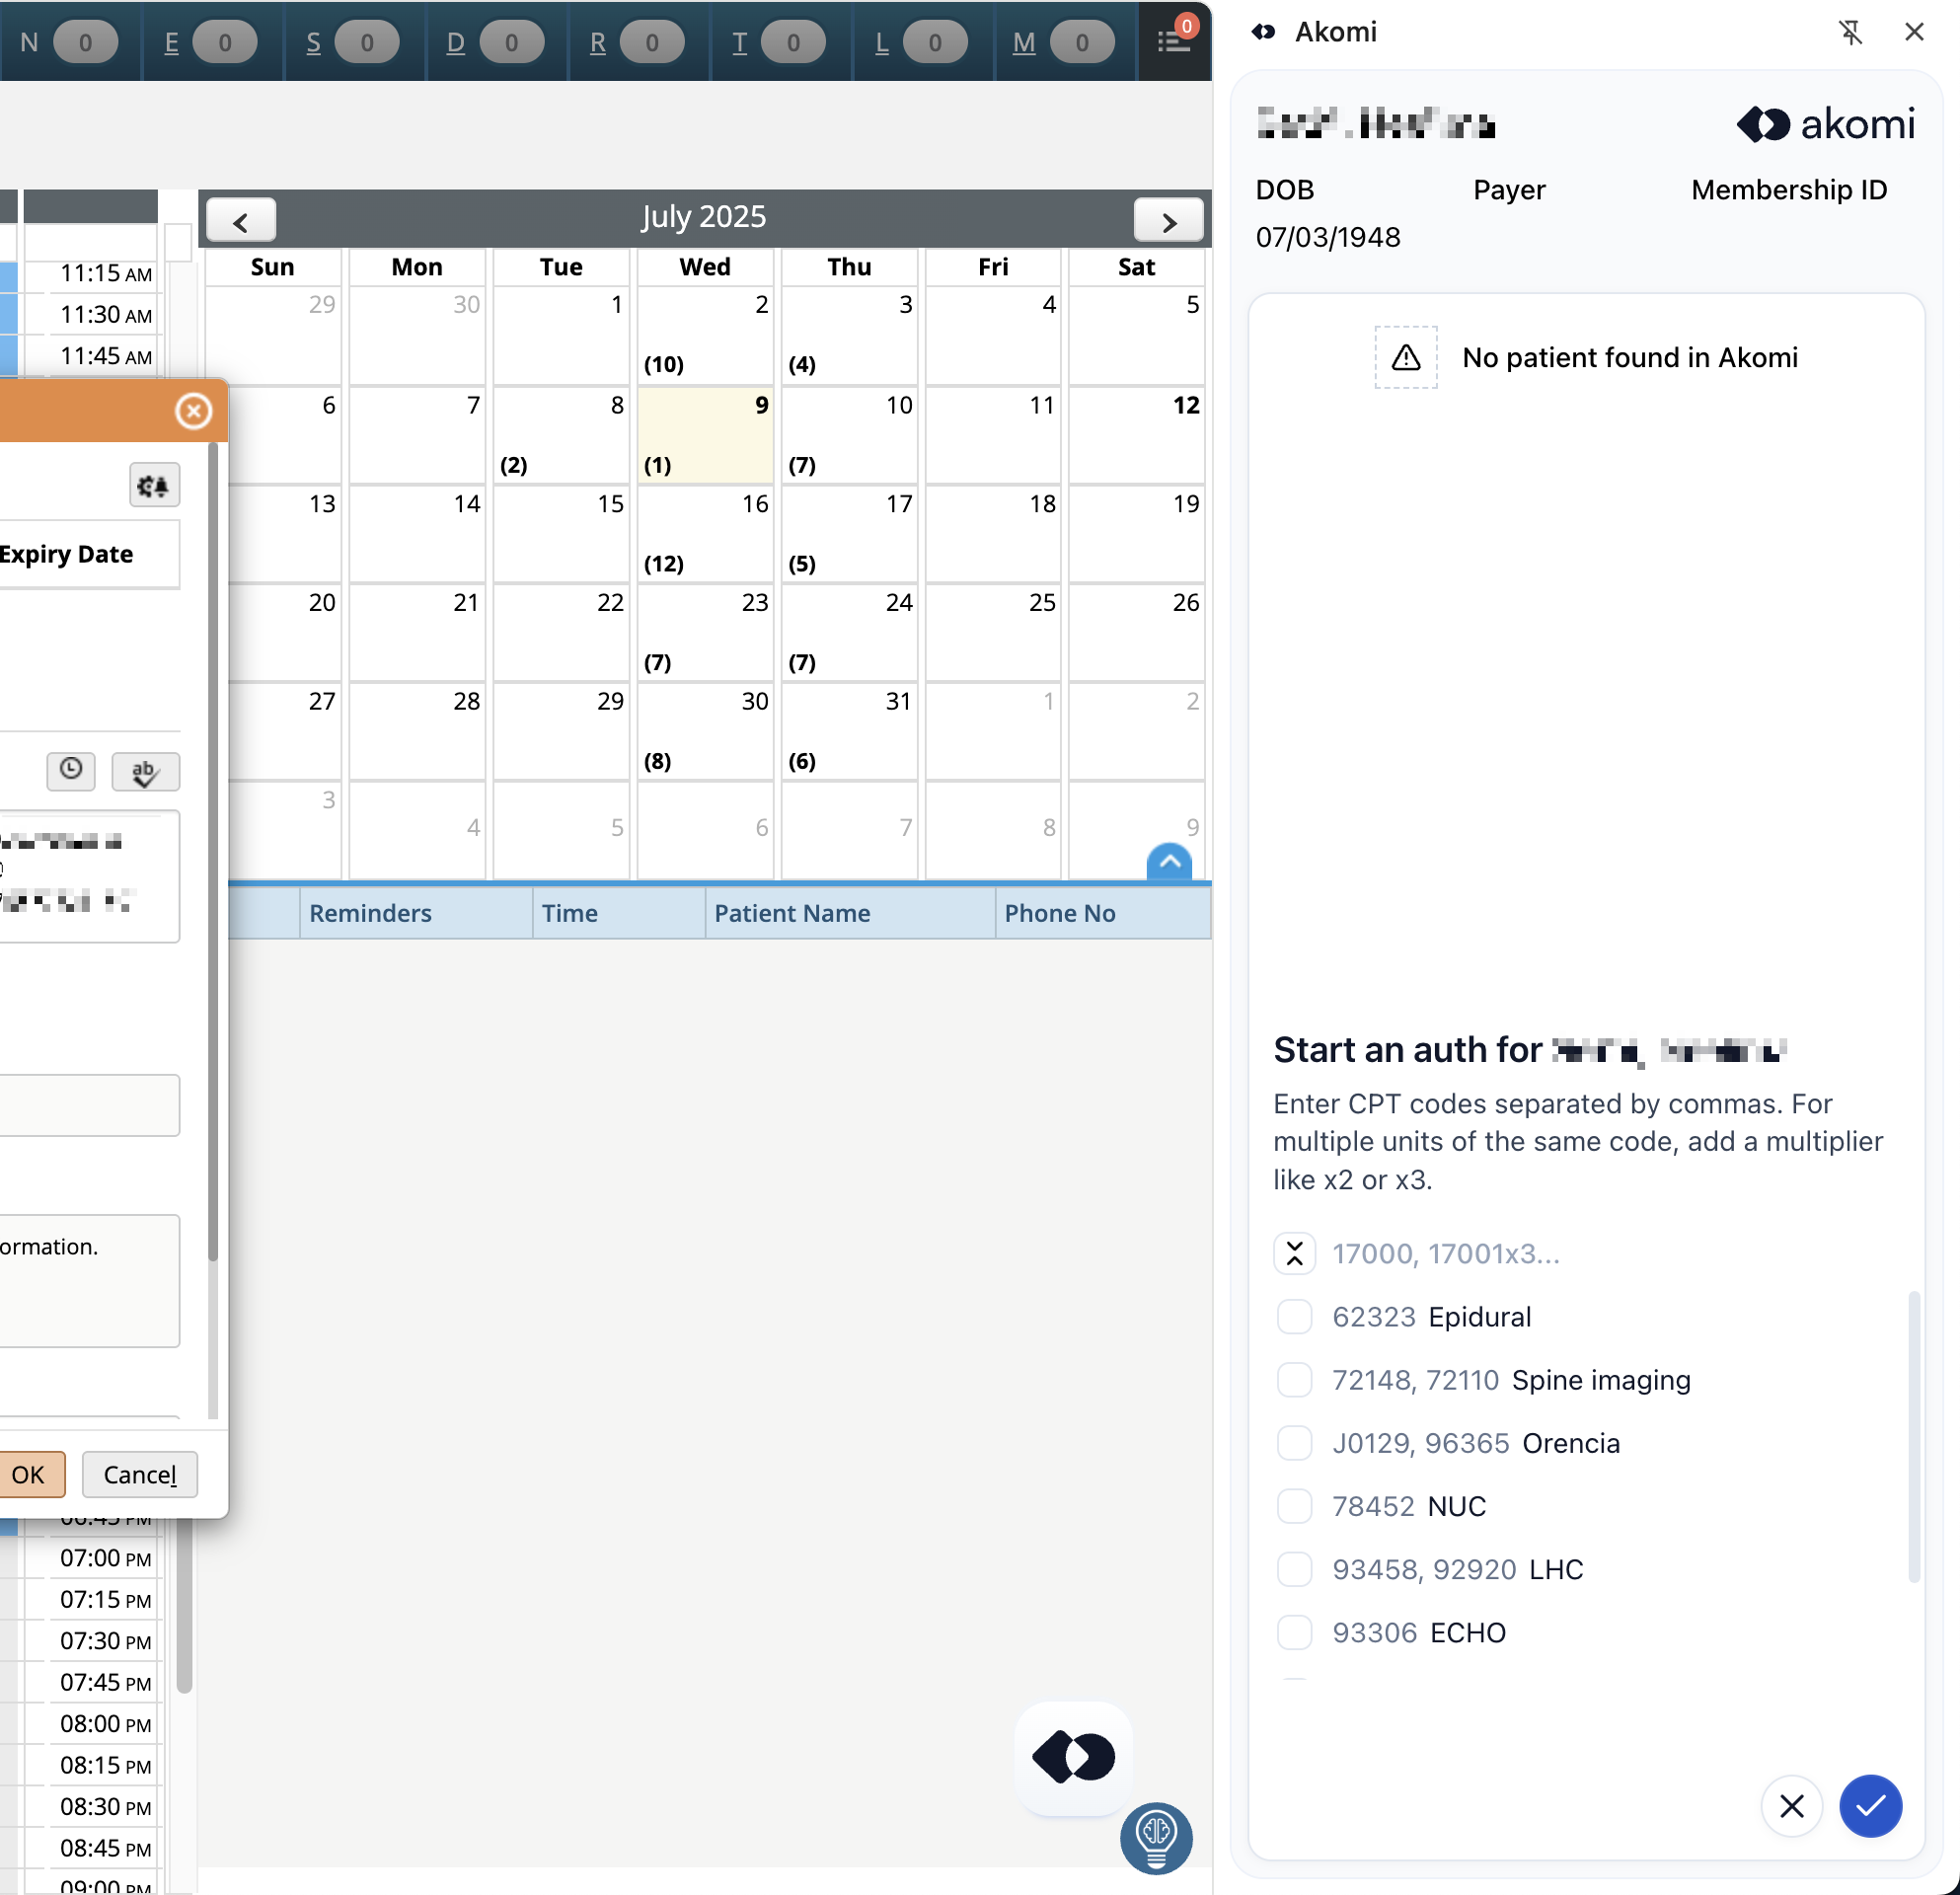 N 0 E 0 S 0 D 0 R 0 T 0 L 0 M 0 0
11:15 AM
11:30 AM
11:45 AM
Expiry Date
ab
ormation.
OK Cancel
06:45 PM
07:00 PM
07:15 PM
07:30 PM
07:45 PM
08:00 PM
08:15 PM
08:30 PM
08:45 PM
09:00 PM
July 2025
Sun Mon Tue Wed Thu Fri Sat
29 30 1 2 3 4 5
(10) (4)
6 7 8 9 10 11 12
(2) (1) (7)
13 14 15 16 17 18 19
(12) (5)
20 21 22 23 24 25 26
(7) (7)
27 28 29 30 31 1 2
(8) (6)
3 4 5 6 7 8 9
Reminders Time Patient Name Phone No
Akomi
akomi
DOB Payer Membership ID
07/03/1948
No patient found in Akomi
Start an auth for
Enter CPT codes separated by commas. For
multiple units of the same code, add a multiplier
like x2 or x3.
17000, 17001x3...
62323 Epidural
72148, 72110 Spine imaging
J0129, 96365 Orencia
78452 NUC
93458, 92920 LHC
93306 ECHO